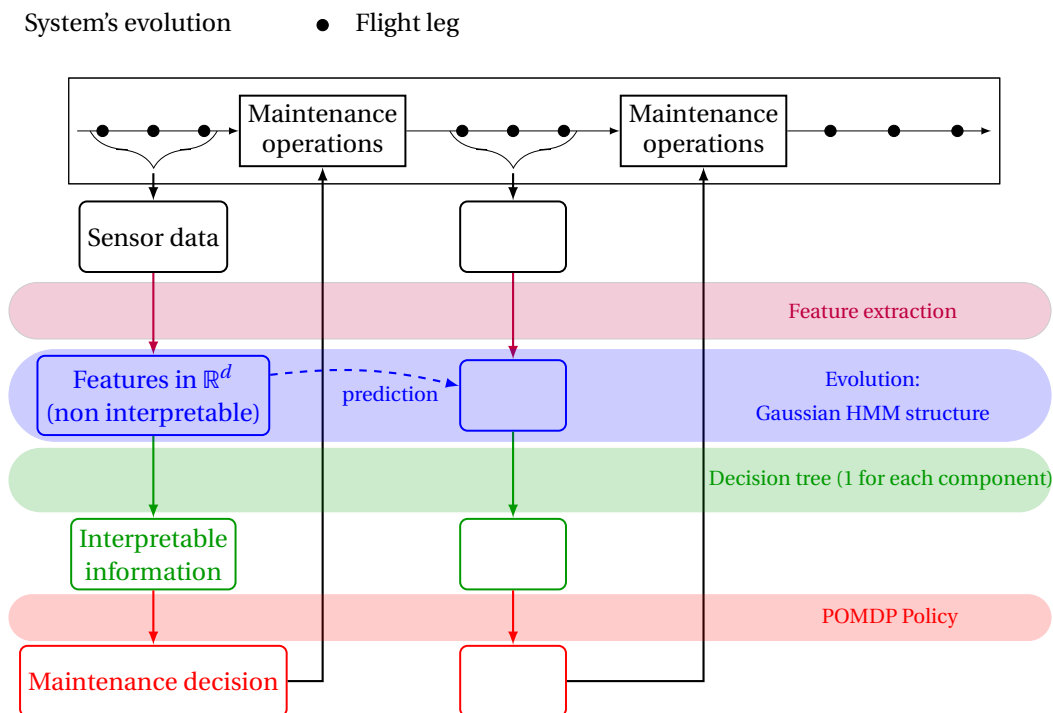 System’s evolution
Flight leg
Maintenance
operations
Maintenance
operations
Sensor data
Feature extraction
Features in ℝ^d
(non interpretable)
prediction
Evolution:
Gaussian HMM structure
Decision tree (1 for each component)
Interpretable
information
POMDP Policy
Maintenance decision